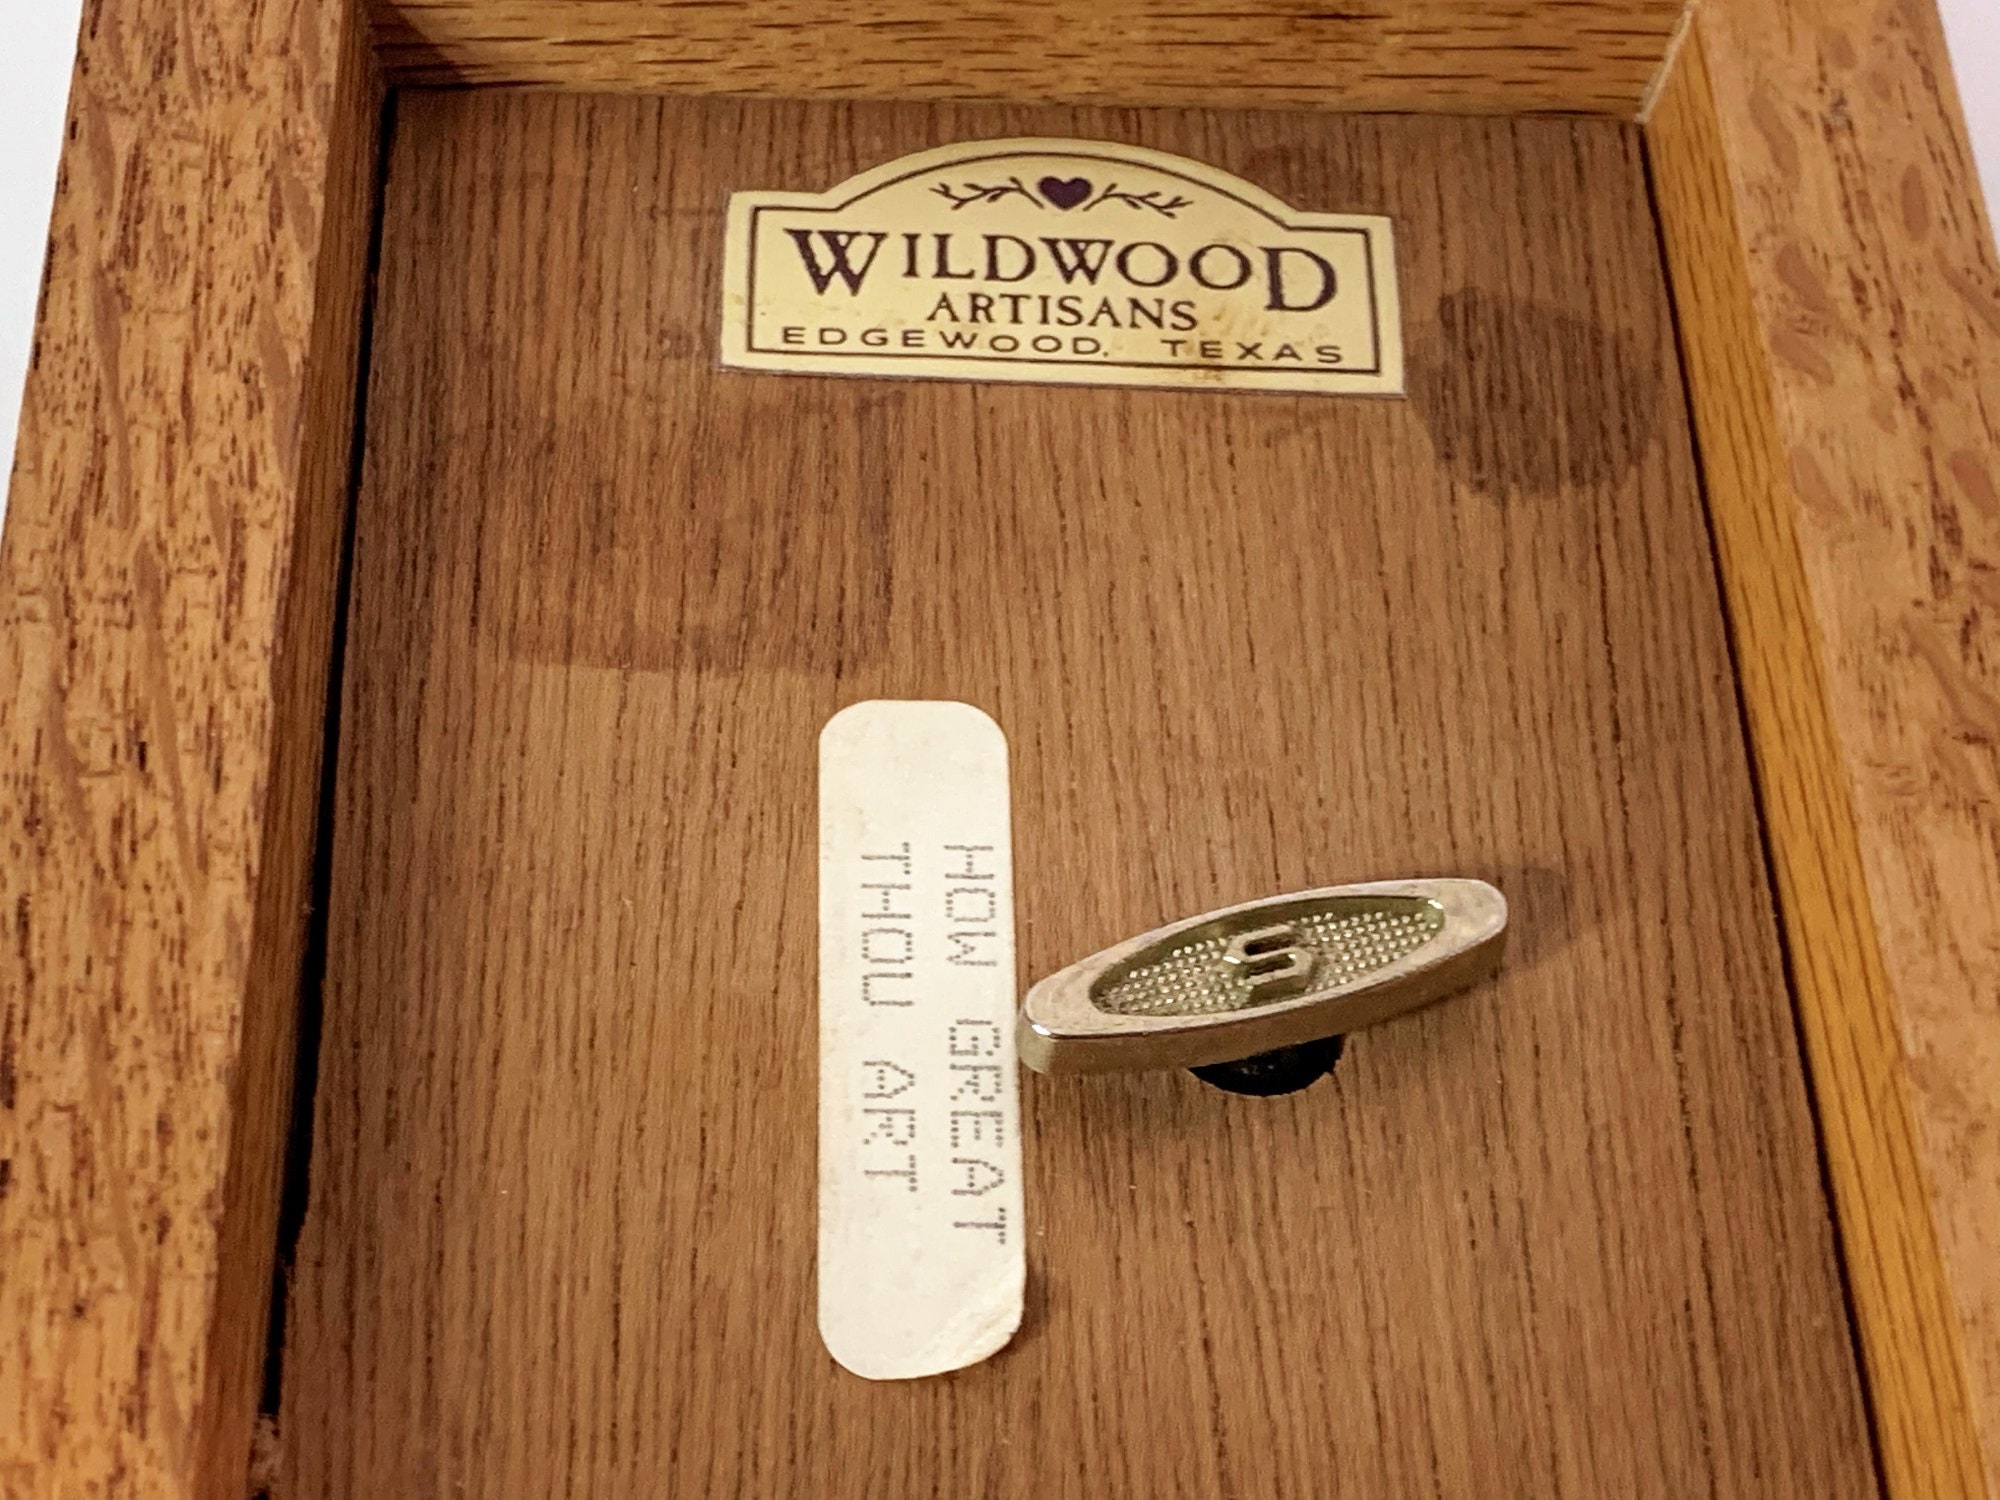 WILDWOOD
ARTISANS
EDGEWOOD, TEXAS
HOW GREAT
THOU ART
S